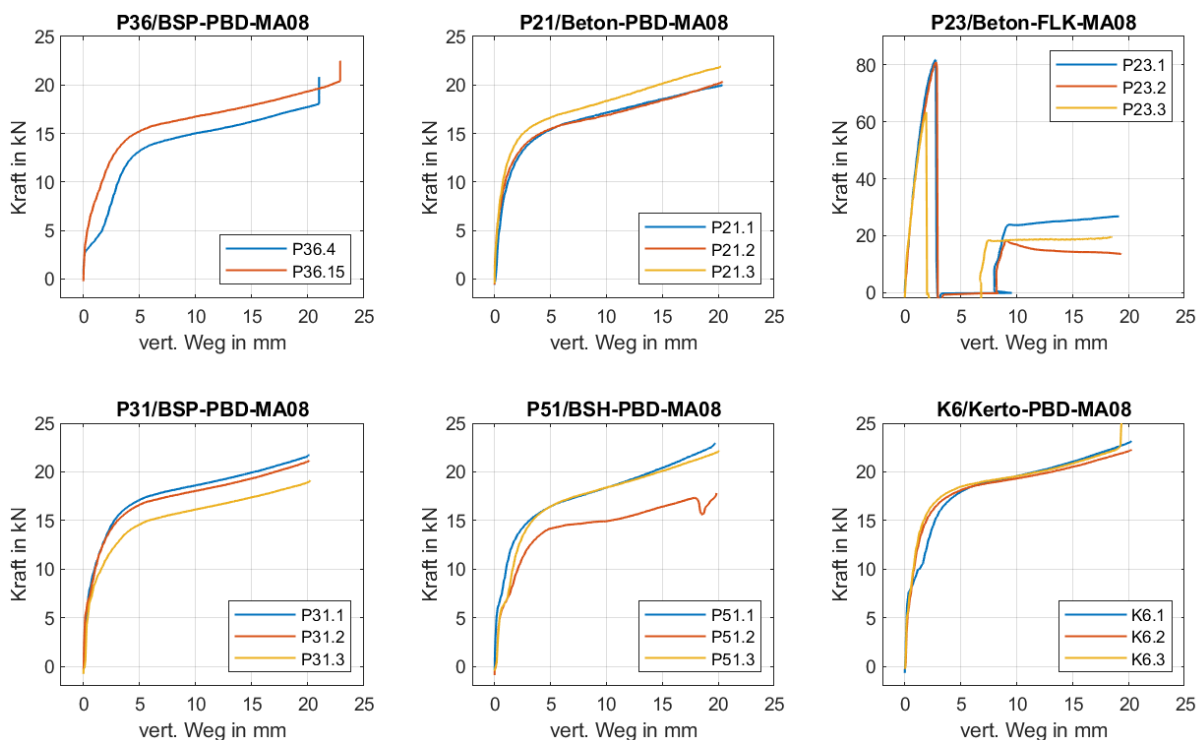 P36/BSP-PBD-MA08
25
20
15
10
5
0
Kraft in kN
P36.4
P36.15
0 5 10 15 20 25
vert. Weg in mm
P21/Beton-PBD-MA08
25
20
15
10
5
0
Kraft in kN
P21.1
P21.2
P21.3
0 5 10 15 20 25
vert. Weg in mm
P23/Beton-FLK-MA08
80
60
40
20
0
Kraft in kN
P23.1
P23.2
P23.3
0 5 10 15 20 25
vert. Weg in mm
P31/BSP-PBD-MA08
25
20
15
10
5
0
Kraft in kN
P31.1
P31.2
P31.3
0 5 10 15 20 25
vert. Weg in mm
P51/BSH-PBD-MA08
25
20
15
10
5
0
Kraft in kN
P51.1
P51.2
P51.3
0 5 10 15 20 25
vert. Weg in mm
K6/Kerto-PBD-MA08
25
20
15
10
5
0
Kraft in kN
K6.1
K6.2
K6.3
0 5 10 15 20 25
vert. Weg in mm